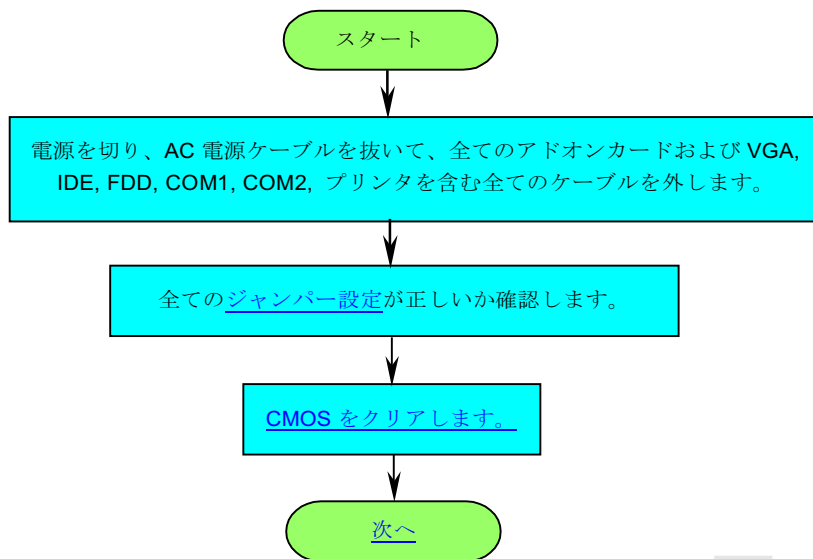 スタート
電源を切り、AC 電源ケーブルを抜いて、全てのアドオンカードおよび VGA,
IDE, FDD, COM1, COM2, プリンタを含む全てのケーブルを外します。
全てのジャンパー設定が正しいか確認します。
CMOS をクリアします。
次へ